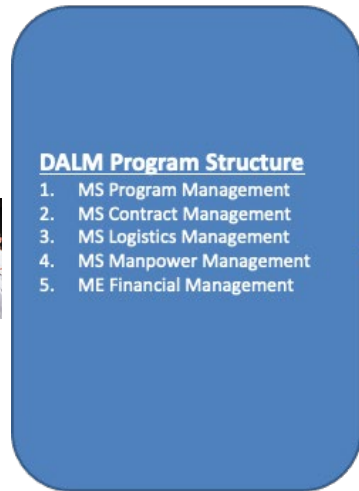 DALM Program Structure
1. MS Program Management
2. MS Contract Management
3. MS Logistics Management
4. MS Manpower Management
5. ME Financial Management